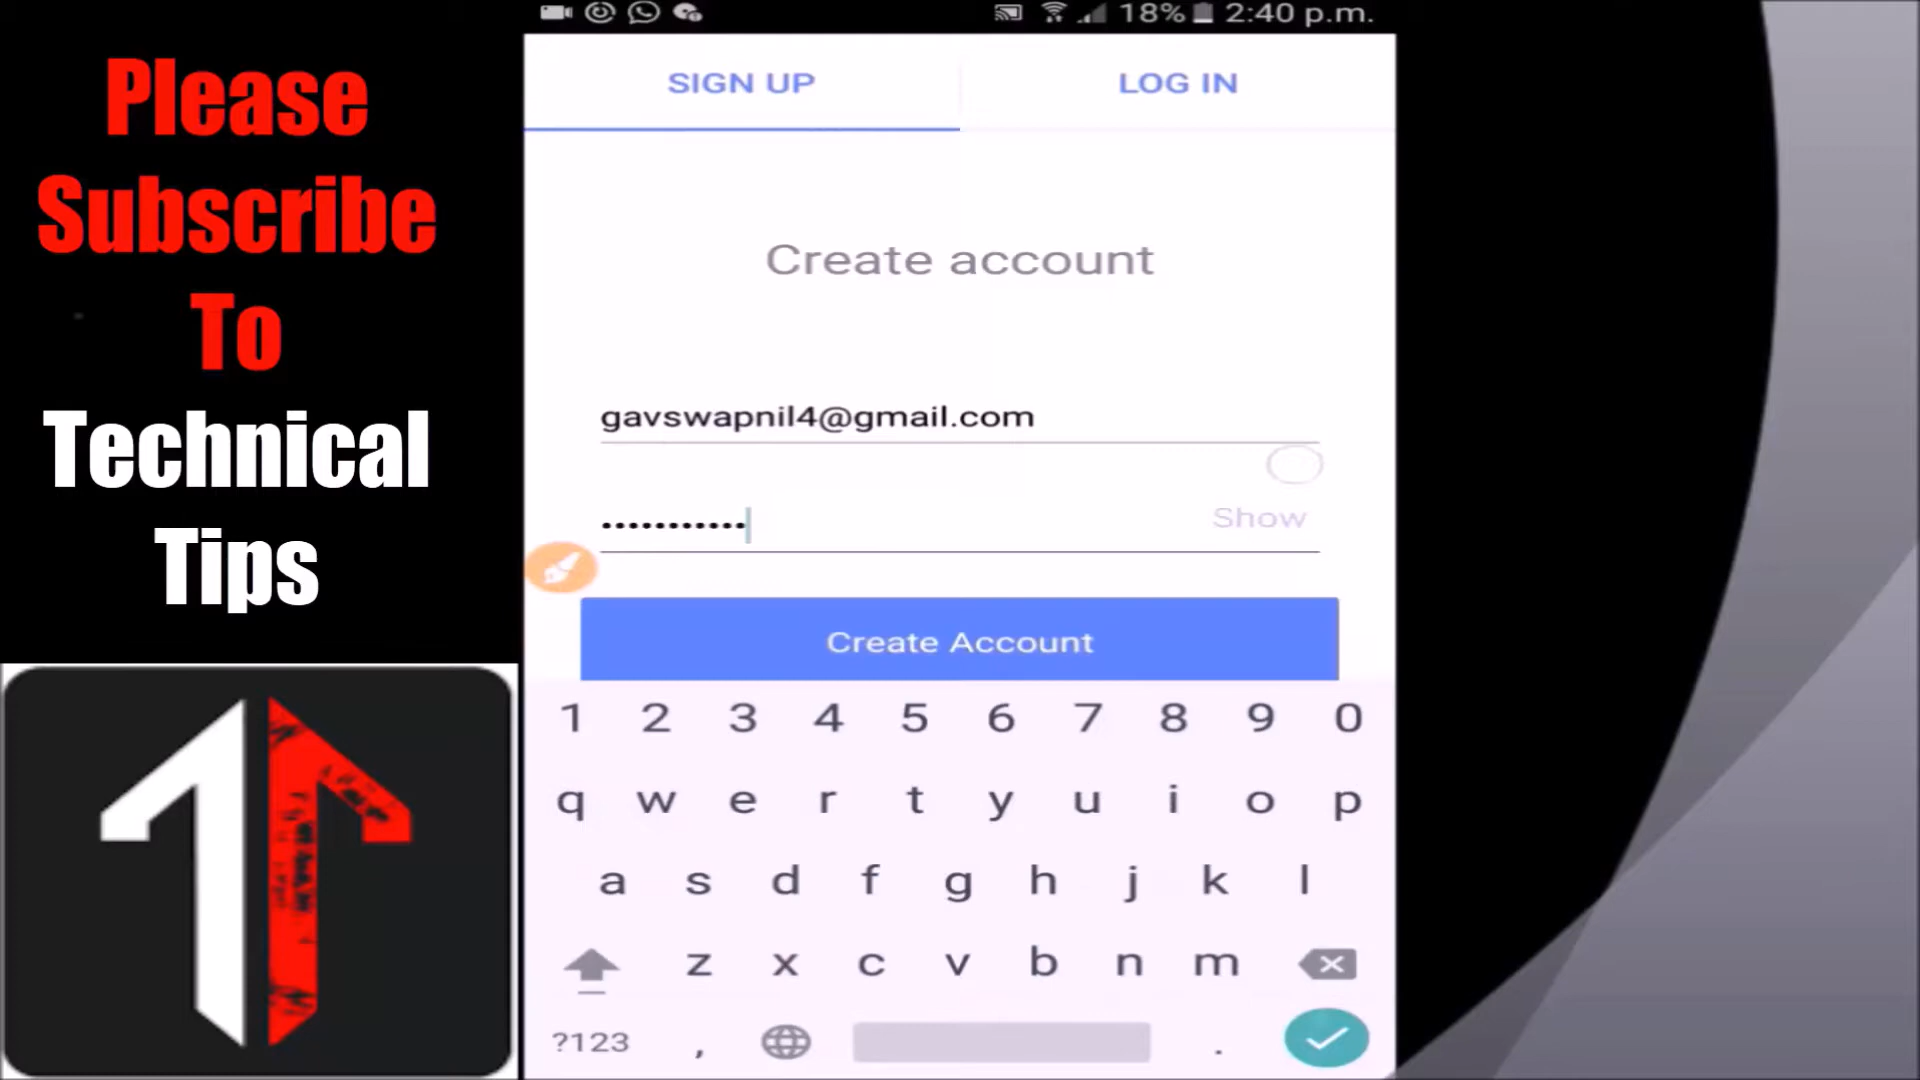 Please
Subscribe
To
Technical
Tips
18% 2:40 p.m.
SIGN UP LOG IN
Create account
gavswapnil4@gmail.com
•••••••••••
Show
Create Account
1 2 3 4 5 6 7 8 9 0
q w e r t y u i o p
a s d f g h j k l
z x c v b n m
?123 , .